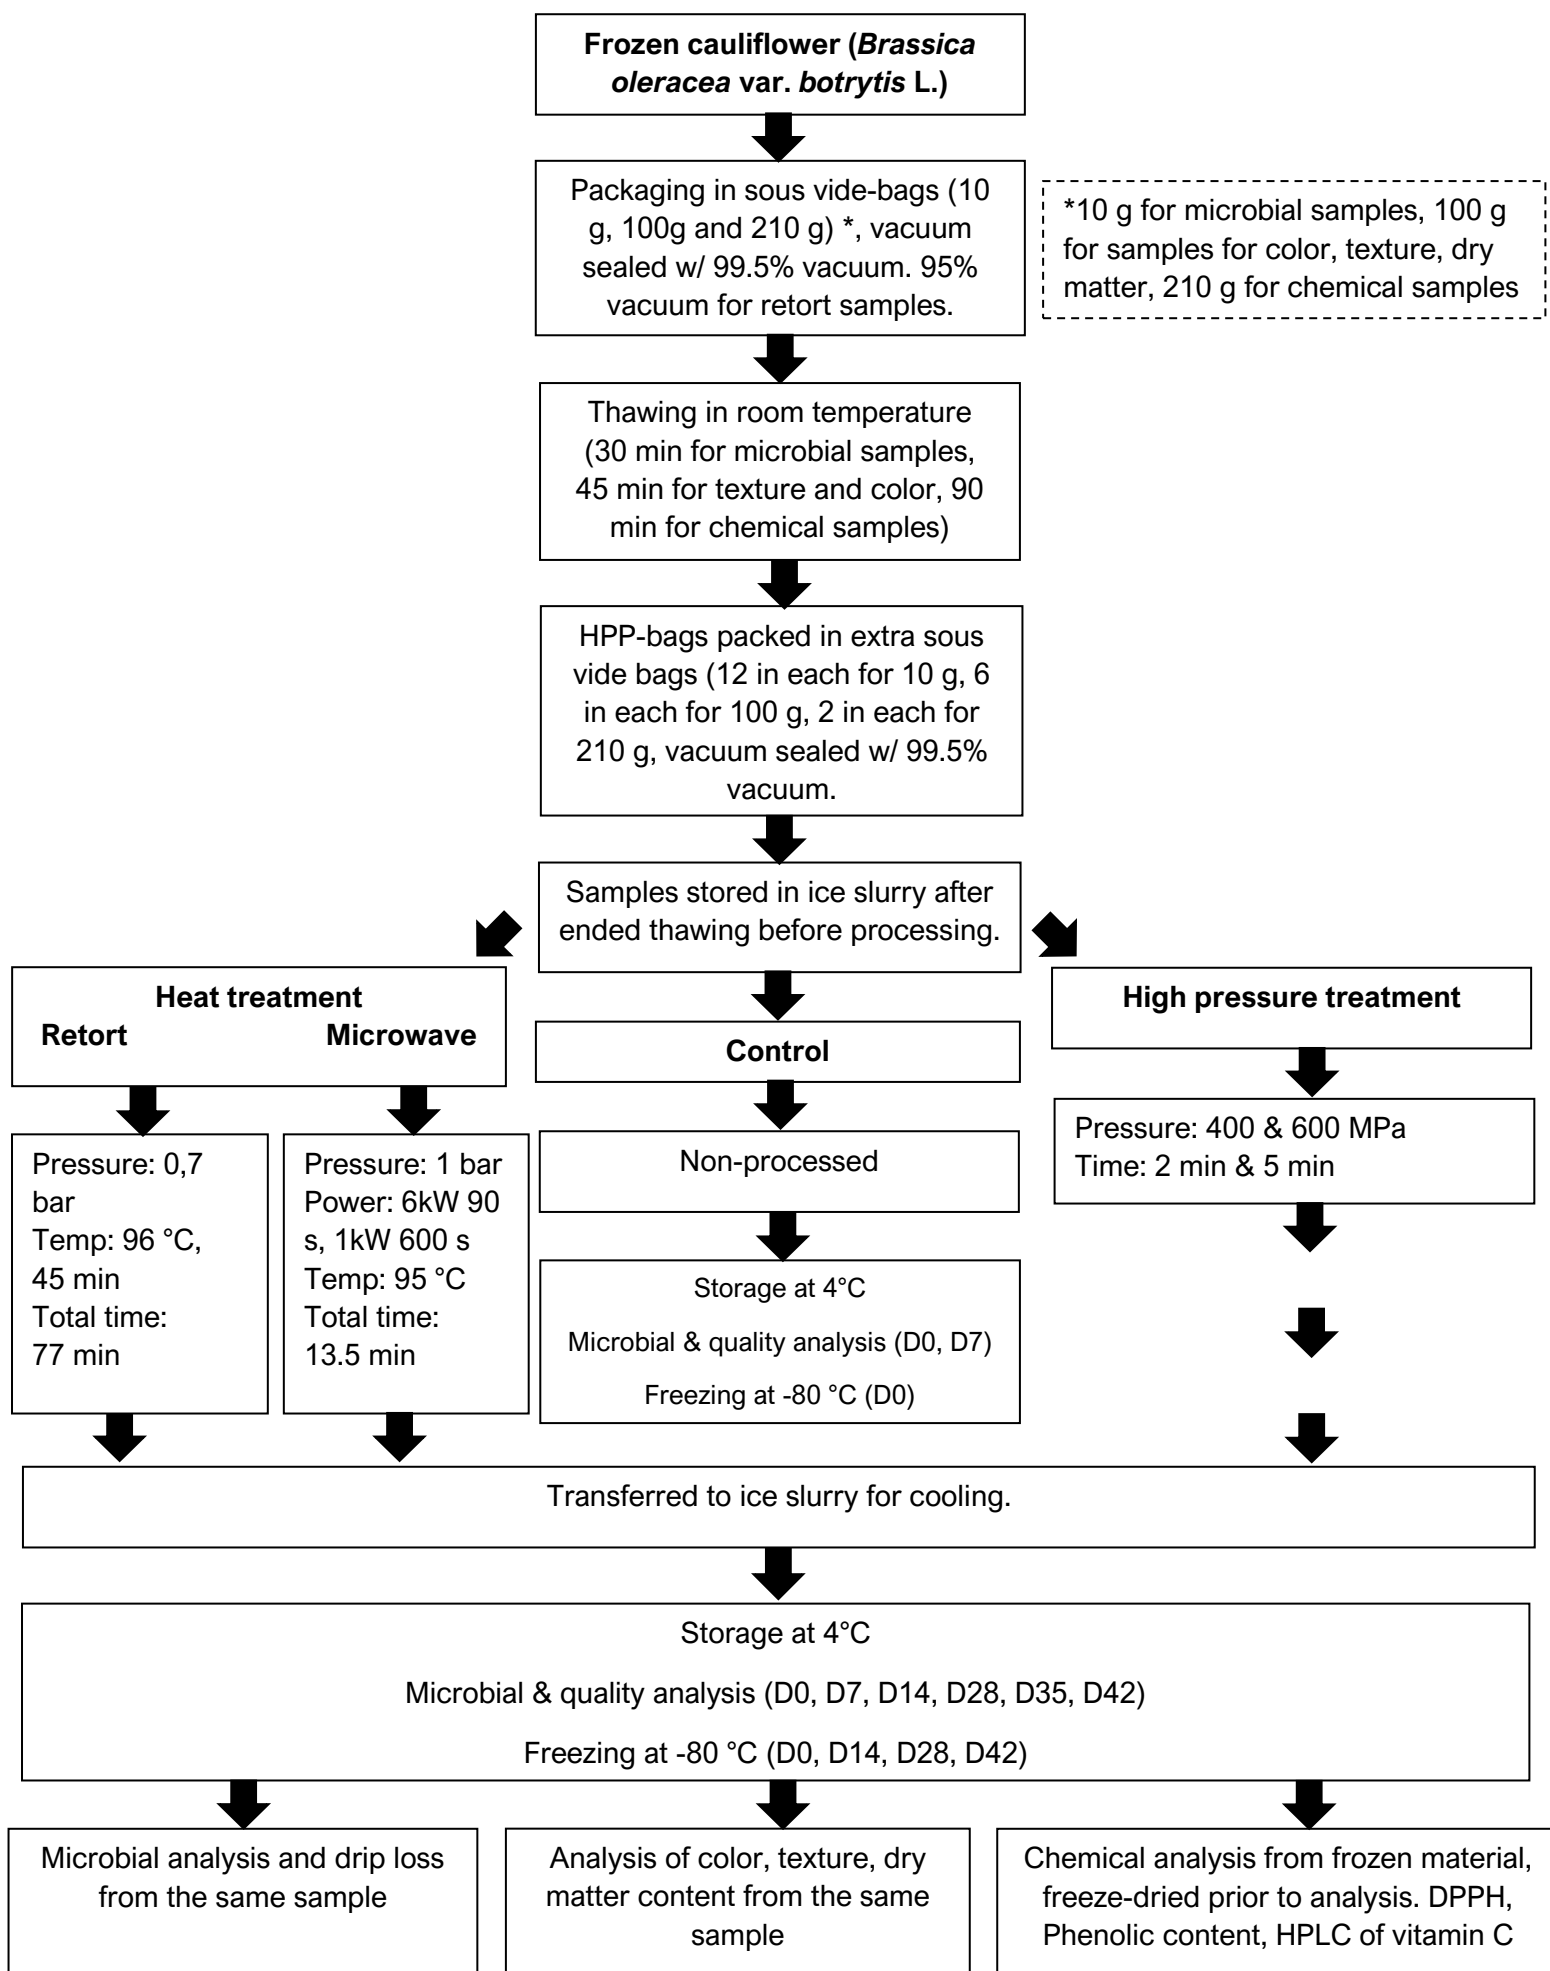 Frozen cauliflower (Brassica
oleracea var. botrytis L.)
Packaging in sous vide-bags (10
g, 100g and 210 g) *, vacuum
sealed w/ 99.5% vacuum. 95%
vacuum for retort samples.
*10 g for microbial samples, 100 g
for samples for color, texture, dry
matter, 210 g for chemical samples
Thawing in room temperature
(30 min for microbial samples,
45 min for texture and color, 90
min for chemical samples)
HPP-bags packed in extra sous
vide bags (12 in each for 10 g, 6
in each for 100 g, 2 in each for
210 g, vacuum sealed w/ 99.5%
vacuum.
Samples stored in ice slurry after
ended thawing before processing.
Heat treatment
Retort Microwave
Control
High pressure treatment
Pressure: 0,7
bar
Temp: 96 °C,
45 min
Total time:
77 min
Pressure: 1 bar
Power: 6kW 90
s, 1kW 600 s
Temp: 95 °C
Total time:
13.5 min
Non-processed
Storage at 4°C
Microbial & quality analysis (D0, D7)
Freezing at -80 °C (D0)
Pressure: 400 & 600 MPa
Time: 2 min & 5 min
Transferred to ice slurry for cooling.
Storage at 4°C
Microbial & quality analysis (D0, D7, D14, D28, D35, D42)
Freezing at -80 °C (D0, D14, D28, D42)
Microbial analysis and drip loss
from the same sample
Analysis of color, texture, dry
matter content from the same
sample
Chemical analysis from frozen material,
freeze-dried prior to analysis. DPPH,
Phenolic content, HPLC of vitamin C